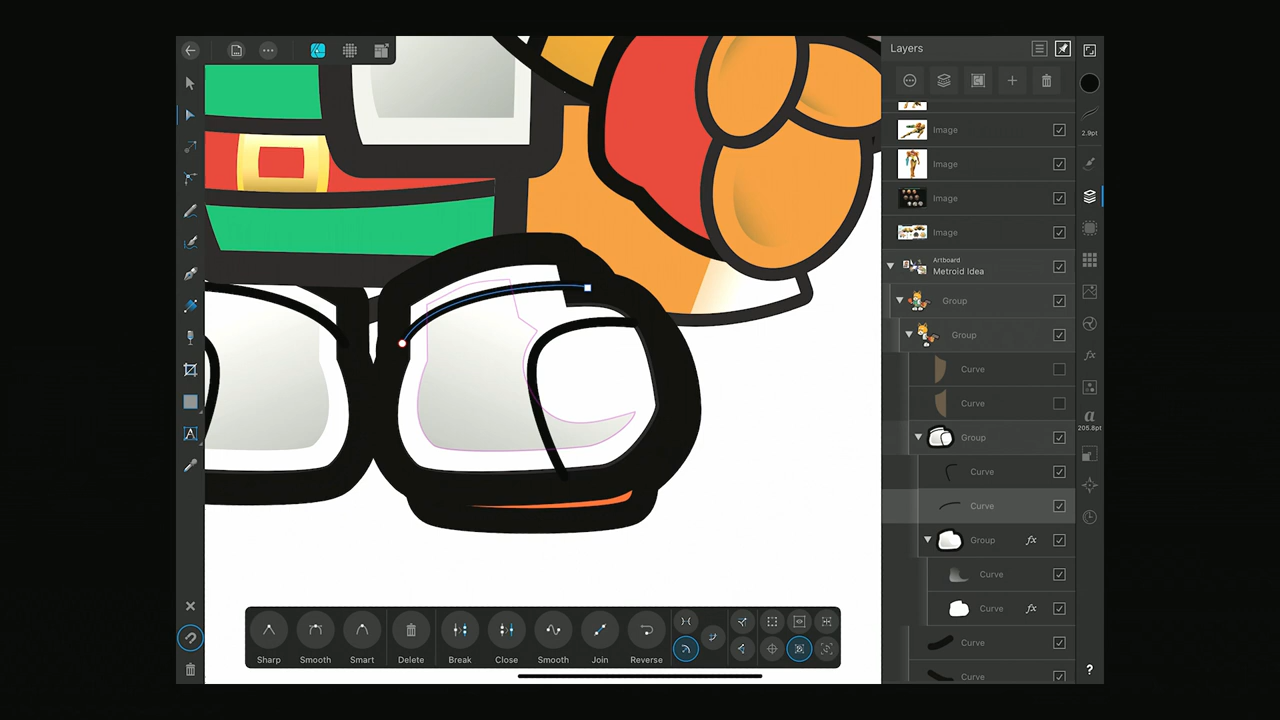 Layers
2.9pt
Image
Image
Image
Image
Artboard
Metroid Idea
Group
Group
Curve
Curve
Group
a
205.8pt
Curve
Curve
Group fx
Curve
Curve fx
Curve
Curve
fx
A
?
Sharp Smooth Smart Delete Break Close Smooth Join Reverse